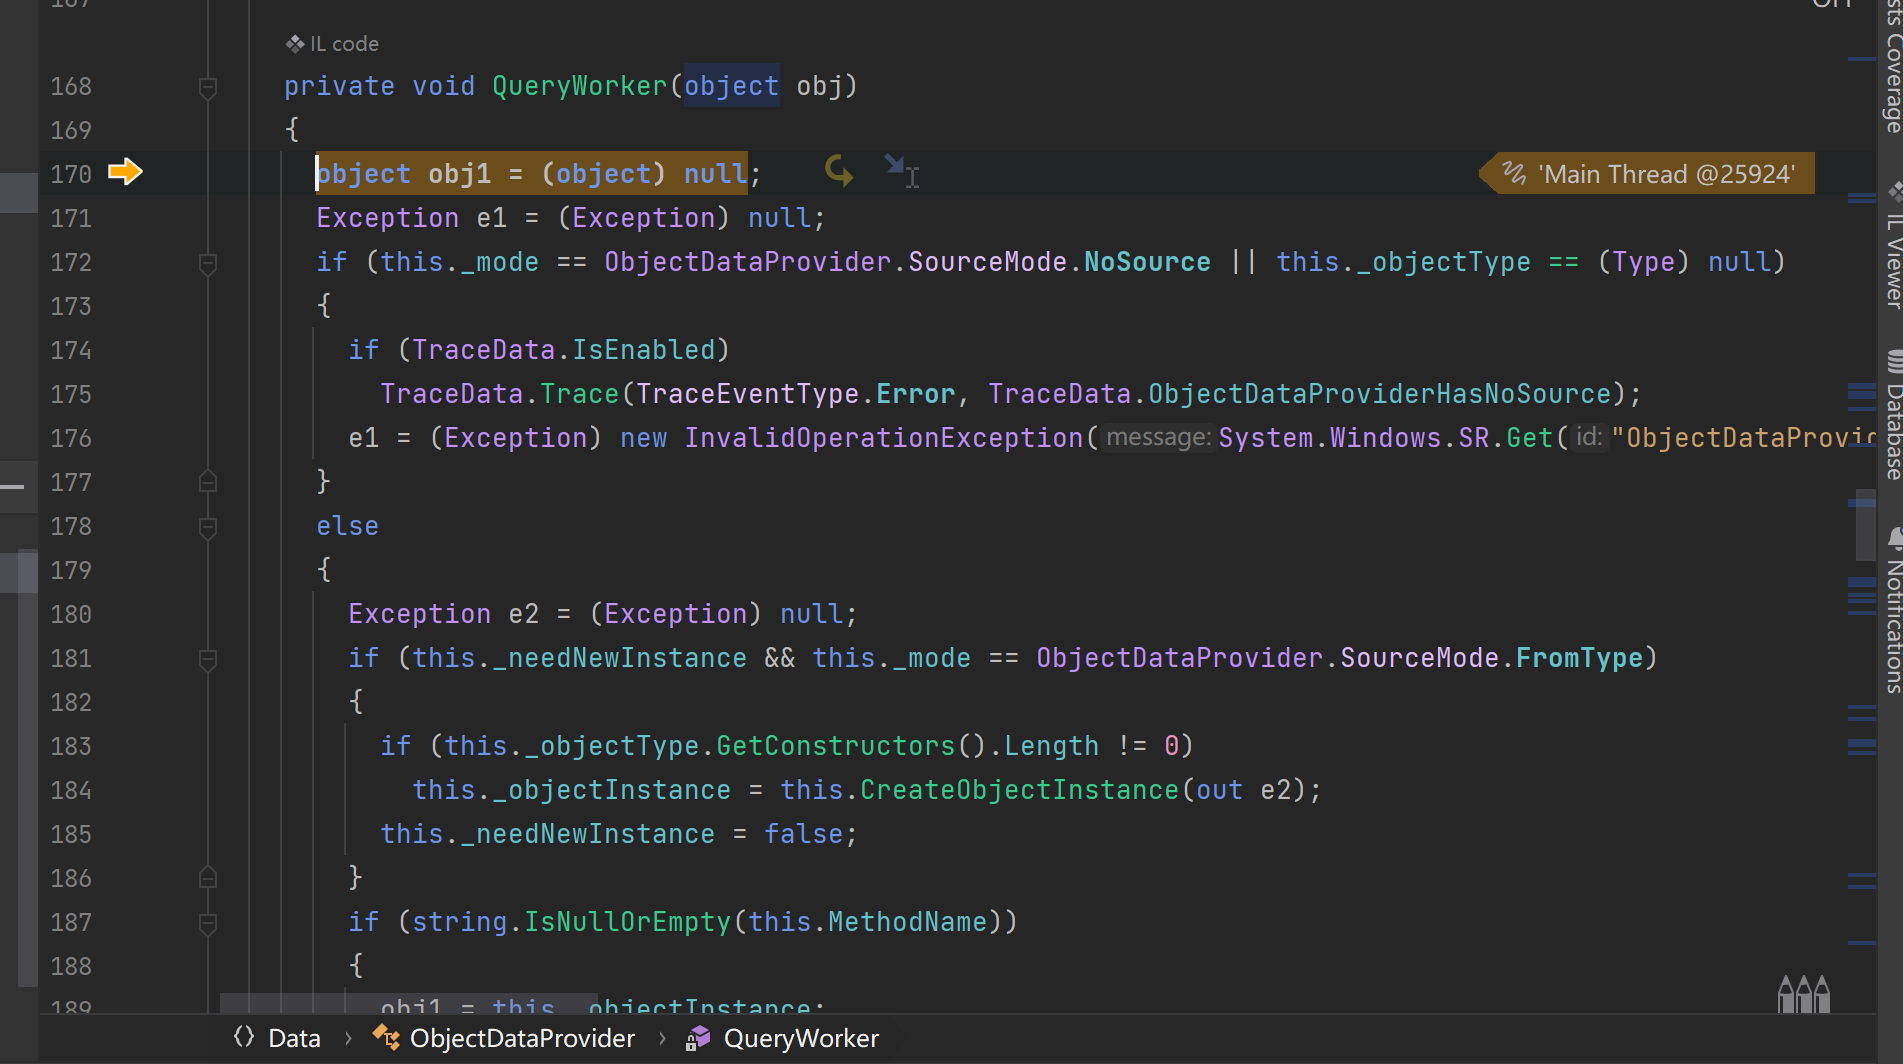 IL code
168 private void QueryWorker(object obj)
169 {
170 object obj1 = (object) null; 'Main Thread @25924'
171 Exception e1 = (Exception) null;
172 if (this._mode == ObjectDataProvider.SourceMode.NoSource || this._objectType == (Type) null)
173 {
174 if (TraceData.IsEnabled)
175 TraceData.Trace(TraceEventType.Error, TraceData.ObjectDataProviderHasNoSource);
176 e1 = (Exception) new InvalidOperationException(message: System.Windows.SR.Get(id: "ObjectDataProvid
177 }
178 else
179 {
180 Exception e2 = (Exception) null;
181 if (this._needNewInstance && this._mode == ObjectDataProvider.SourceMode.FromType)
182 {
183 if (this._objectType.GetConstructors().Length != 0)
184 this._objectInstance = this.CreateObjectInstance(out e2);
185 this._needNewInstance = false;
186 }
187 if (string.IsNullOrEmpty(this.MethodName))
188 {
189 obj1 = this._objectInstance;
{} Data › ObjectDataProvider › QueryWorker
Coverage
IL Viewer
Database
Notifications